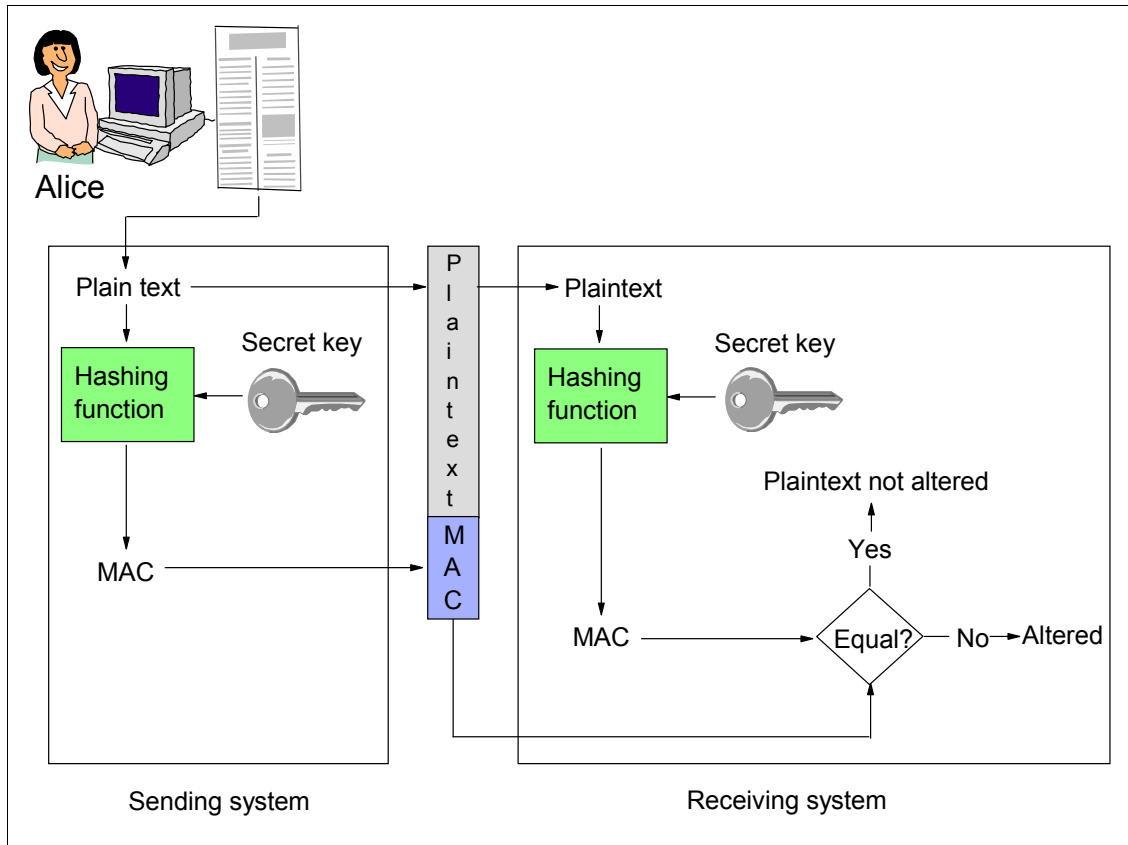 Alice
Plain text
Hashing
function
Secret key
MAC
Sending system
P
l
a
i
n
t
e
x
t
M
A
C
Plaintext
Hashing
function
Secret key
MAC
Plaintext not altered
Yes
Equal?
No
Altered
Receiving system